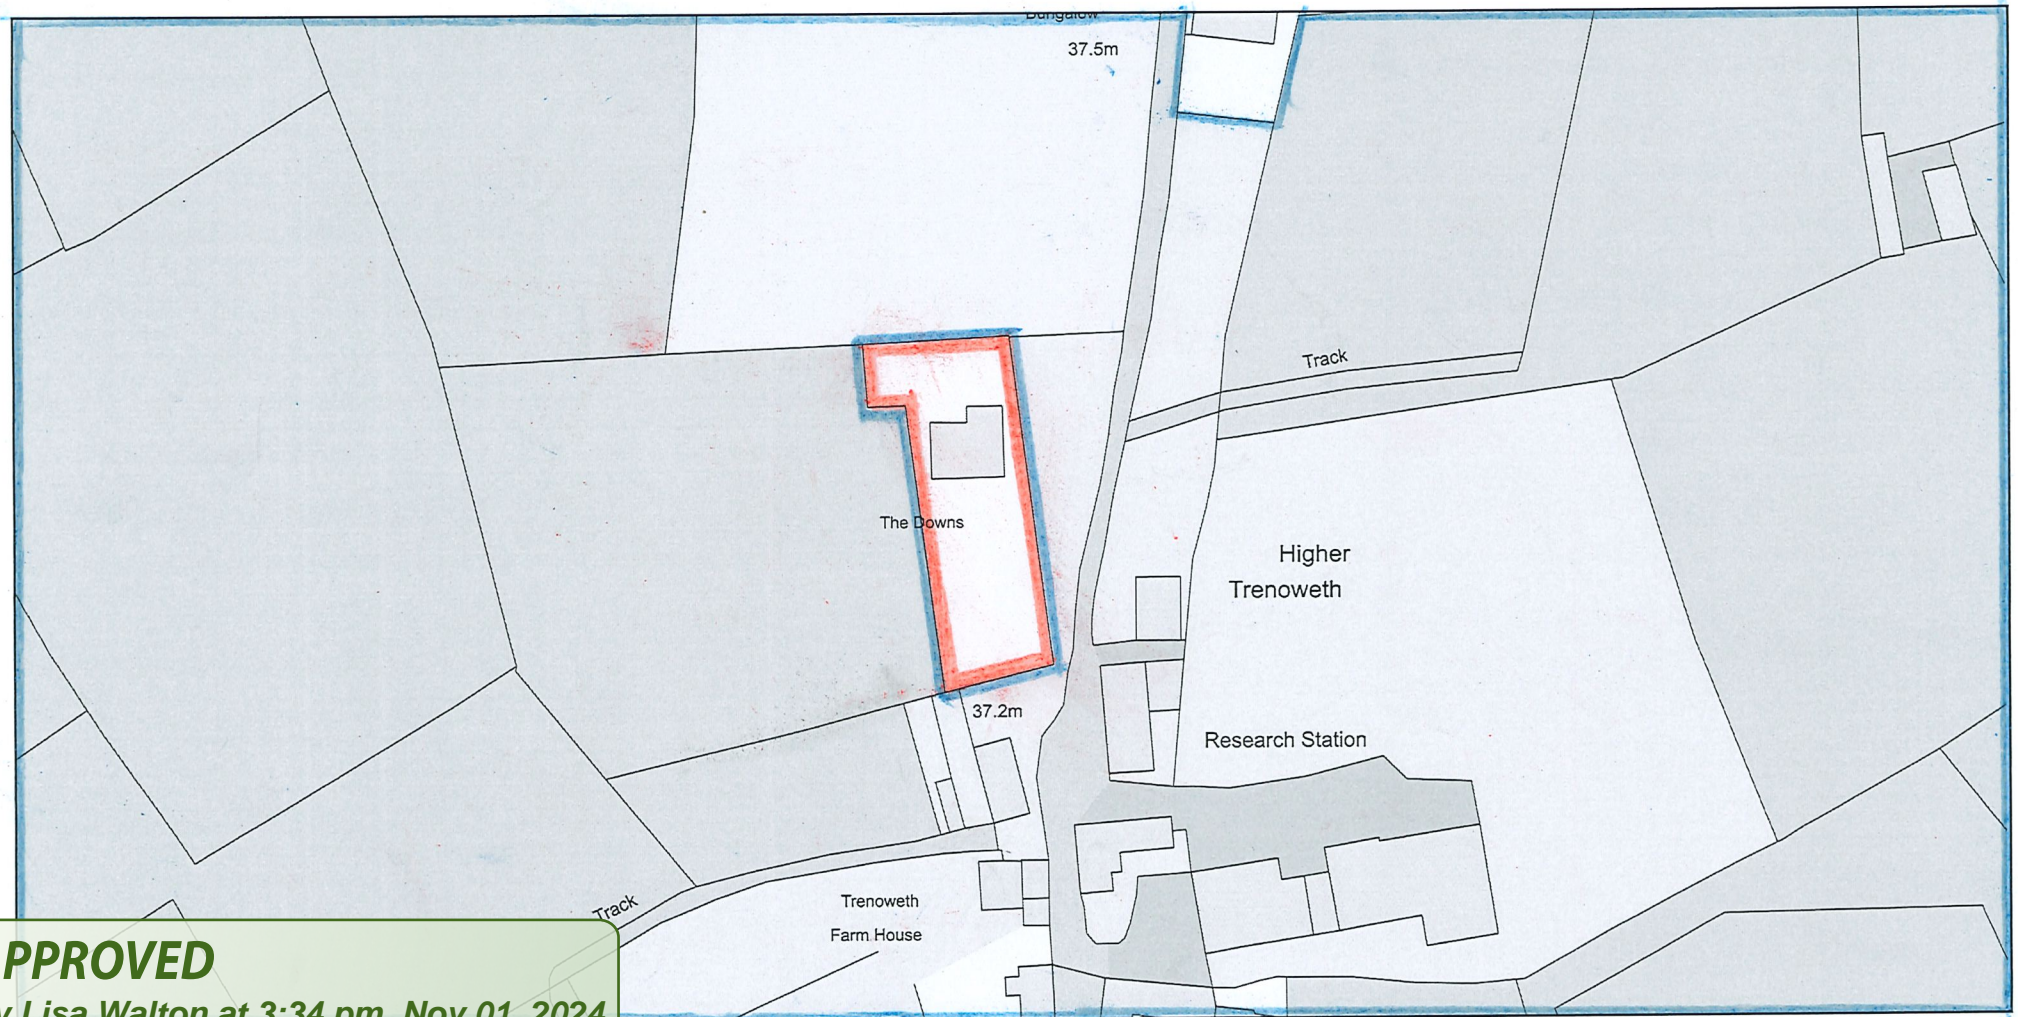 Bungalow
37.5m
Track
The Downs
Higher
Trenoweth
37.2m
Research Station
Trenoweth
Farm House
Track
PPROVED
Lisa Walton at 3:34 pm, Nov 01, 2024